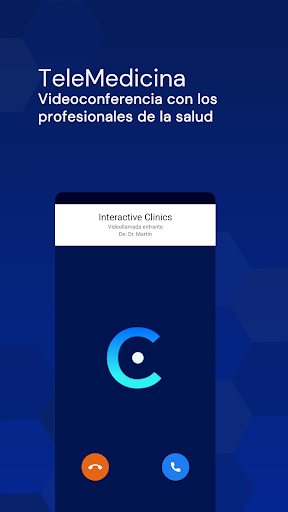 TeleMedicina
Videoconferencia con los
profesionales de la salud
Interactive Clinics
Videollamada entrante
De: Dr. Martin